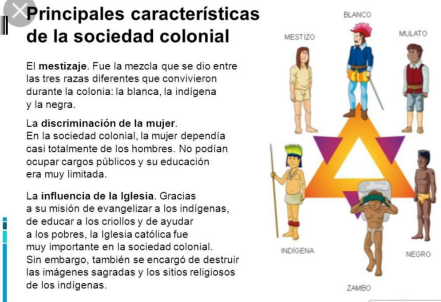 Principales características
de la sociedad colonial
El mestizaje. Fue la mezcla que se dio entre
las tres razas diferentes que convivieron
durante la colonia: la blanca, la indígena
y la negra.
La discriminación de la mujer.
En la sociedad colonial, la mujer dependía
casi totalmente de los hombres. No podían
ocupar cargos públicos y su educación
era muy limitada.
La influencia de la Iglesia. Gracias
a su misión de evangelizar a los indígenas,
de educar a los criollos y de ayudar
a los pobres, la Iglesia católica fue
muy importante en la sociedad colonial.
Sin embargo, también se encargó de destruir
las imágenes sagradas y los sitios religiosos
de los indígenas.
BLANCO
MESTIZO
MULATO
INDÍGENA
NEGRO
ZAMBO